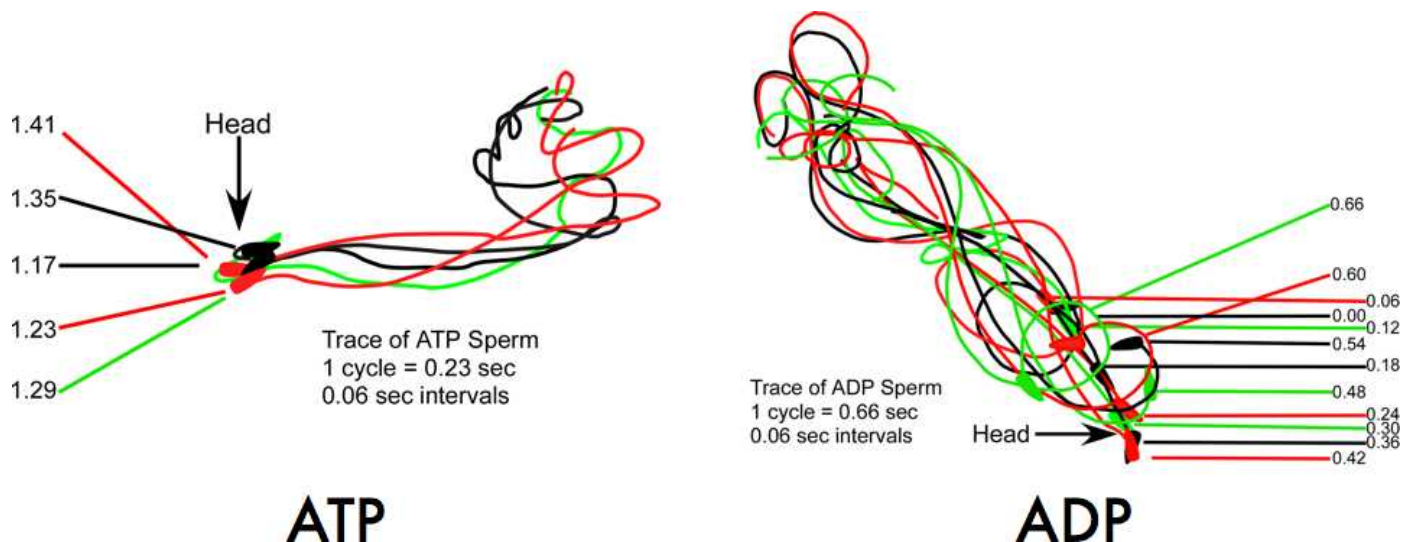 1.41
Head
1.35
1.17
1.23
1.29
Trace of ATP Sperm
1 cycle = 0.23 sec
0.06 sec intervals
ATP
0.66
0.60
0.06
0.00
0.12
0.54
0.18
0.48
0.24
0.30
0.36
0.42
Trace of ADP Sperm
1 cycle = 0.66 sec
0.06 sec intervals
Head
ADP